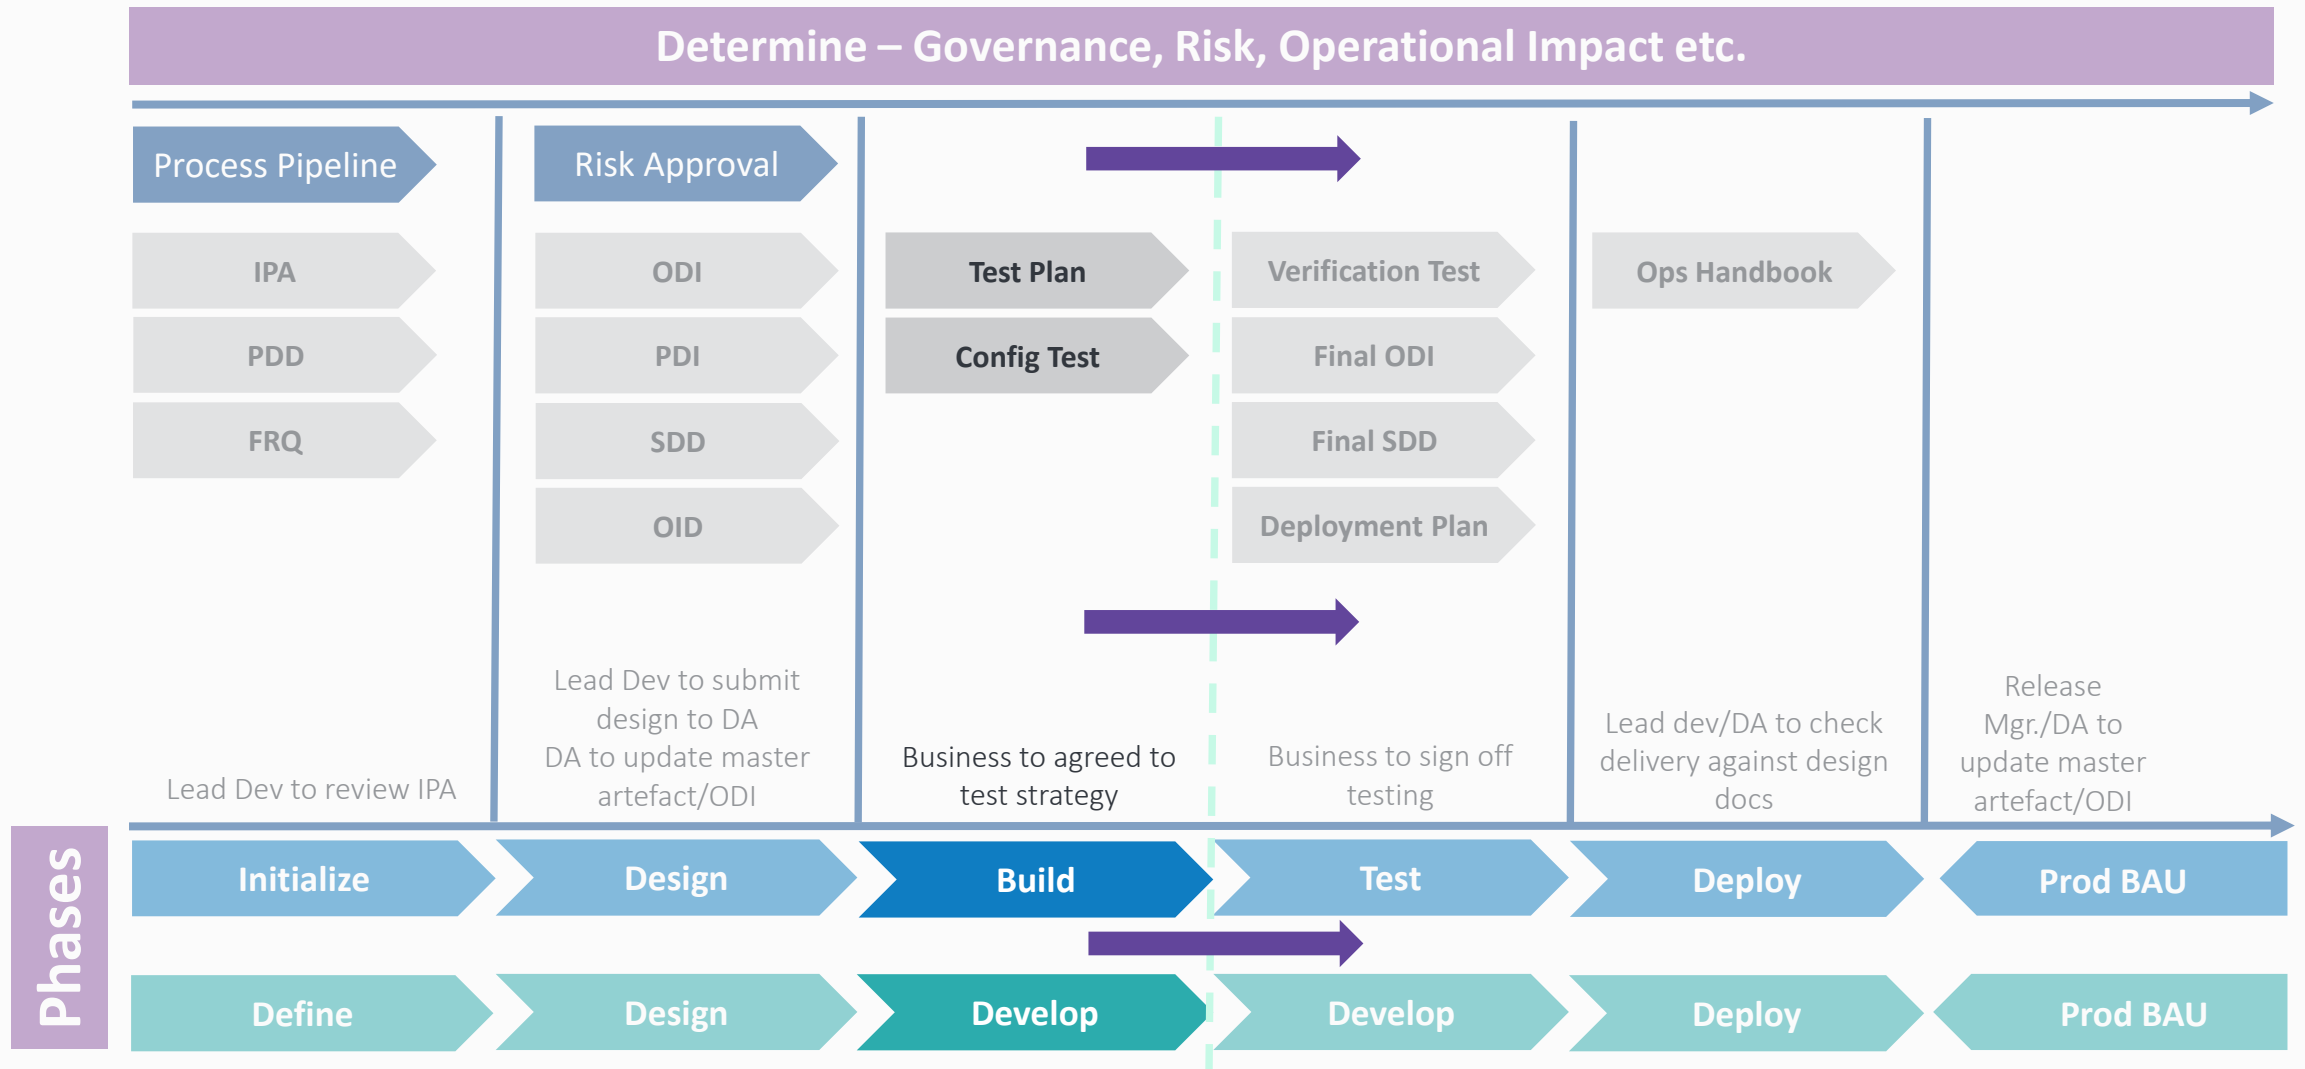 Determine – Governance, Risk, Operational Impact etc.
Process Pipeline
IPA
PDD
FRQ
Lead Dev to review IPA
Risk Approval
ODI
PDI
SDD
OID
Lead Dev to submit
design to DA
DA to update master
artefact/ODI
Test Plan
Config Test
Business to agreed to
test strategy
Verification Test
Final ODI
Final SDD
Deployment Plan
Business to sign off
testing
Ops Handbook
Lead dev/DA to check
delivery against design
docs
Release
Mgr./DA to
update master
artefact/ODI
Phases
Initialize
Design
Build
Test
Deploy
Prod BAU
Define
Design
Develop
Develop
Deploy
Prod BAU